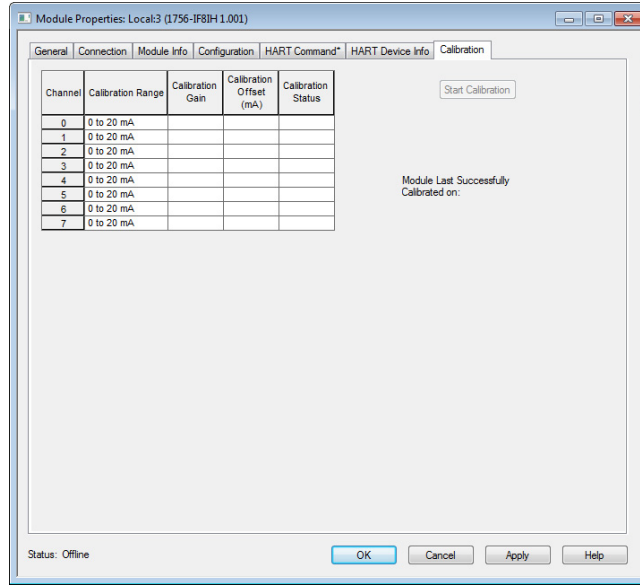 Module Properties: Local:3 (1756-IF8IH 1.001)
General Connection Module Info Configuration HART Command* HART Device Info Calibration
Channel Calibration Range Calibration Gain Calibration Offset (mA) Calibration Status
Start Calibration
0 0 to 20 mA
1 0 to 20 mA
2 0 to 20 mA
3 0 to 20 mA
4 0 to 20 mA
5 0 to 20 mA
6 0 to 20 mA
7 0 to 20 mA
Module Last Successfully
Calibrated on:
Status: Offline
OK Cancel Apply Help